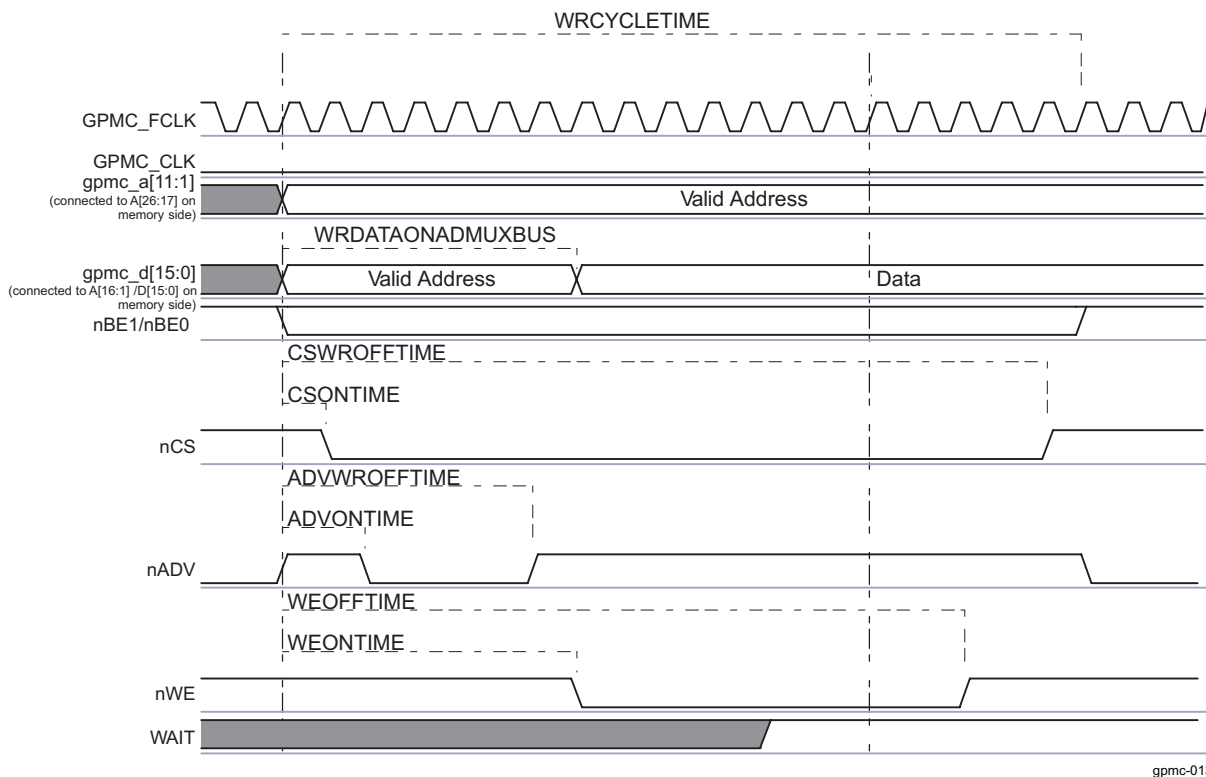 WRCYCLETIME
GPMC_FCLK
GPMC_CLK
gpmc_a[11:1]
(connected to A[26:17] on
memory side)
Valid Address
WRDATAONADMUXBUS
gpmc_d[15:0]
(connected to A[16:1] /D[15:0] on
memory side)
Valid Address
Data
nBE1/nBE0
CSWROFFTIME
CSONTIME
nCS
ADVWROFFTIME
ADVONTIME
nADV
WEOFFTIME
WEONTIME
nWE
WAIT